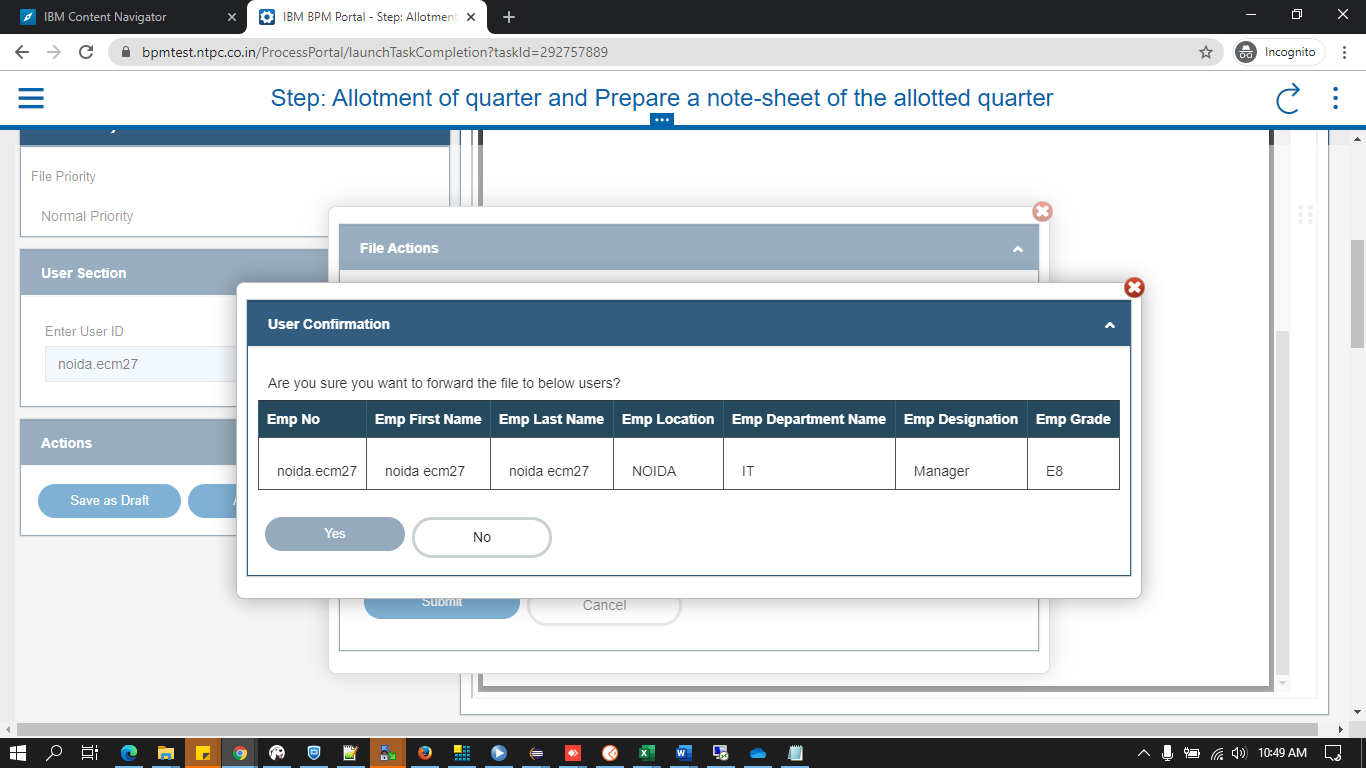 IBM Content Navigator
IBM BPM Portal - Step: Allotment
bpmtest.ntpc.co.in/ProcessPortal/launchTaskCompletion?taskId=292757889
Incognito
Step: Allotment of quarter and Prepare a note-sheet of the allotted quarter
File Priority
Normal Priority
File Actions
User Section
Enter User ID
noida.ecm27
User Confirmation
Are you sure you want to forward the file to below users?
Emp No Emp First Name Emp Last Name Emp Location Emp Department Name Emp Designation Emp Grade
noida.ecm27 noida ecm27 noida ecm27 NOIDA IT Manager E8
Yes No
Actions
Save as Draft
Submit Cancel
10:49 AM